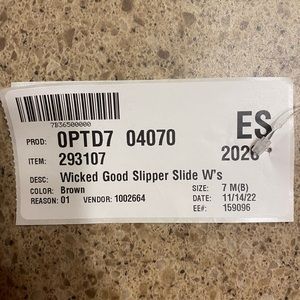 7B36500000
PROD: 0PTD7 04070 ES
ITEM: 293107 2026
DESC: Wicked Good Slipper Slide W's
COLOR: Brown SIZE: 7 M(B)
REASON: 01 VENDOR: 1002664 DATE: 11/14/22
EE#: 159096